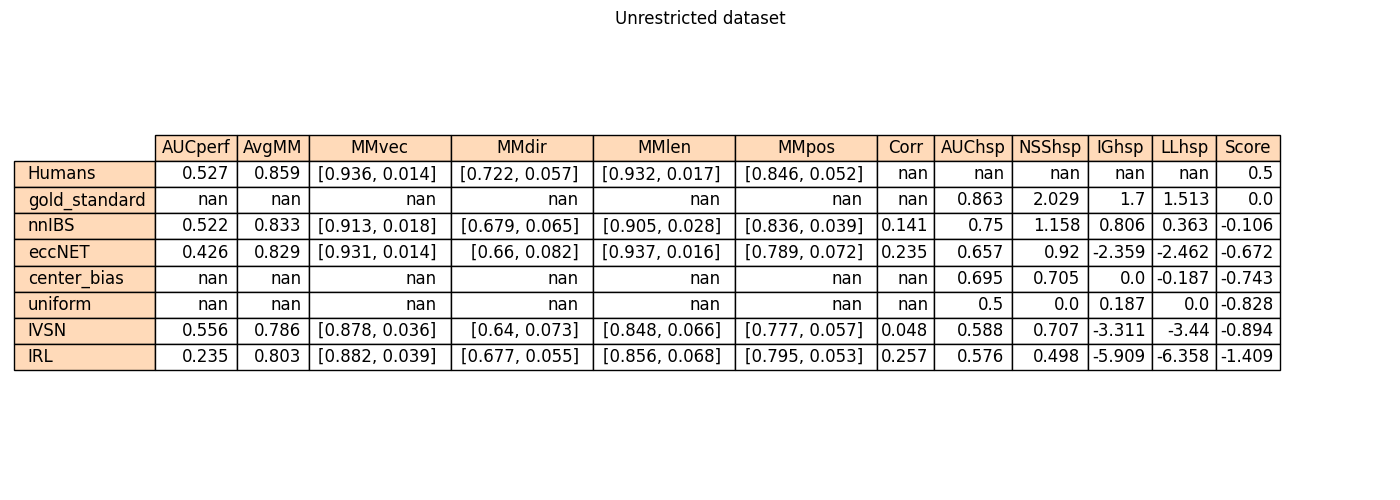 Unrestricted dataset
AUCperf AvgMM MMvec MMdir MMlen MMpos Corr AUChsp NSShsp IGhsp LLhsp Score
Humans 0.527 0.859 [0.936, 0.014] [0.722, 0.057] [0.932, 0.017] [0.846, 0.052] nan nan nan nan nan 0.5
gold_standard nan nan nan nan nan nan nan 0.863 2.029 1.7 1.513 0.0
nnIBS 0.522 0.833 [0.913, 0.018] [0.679, 0.065] [0.905, 0.028] [0.836, 0.039] 0.141 0.75 1.158 0.806 0.363 -0.106
eccNET 0.426 0.829 [0.931, 0.014] [0.66, 0.082] [0.937, 0.016] [0.789, 0.072] 0.235 0.657 0.92 -2.359 -2.462 -0.672
center_bias nan nan nan nan nan nan nan 0.695 0.705 0.0 -0.187 -0.743
uniform nan nan nan nan nan nan nan 0.5 0.0 0.187 0.0 -0.828
IVSN 0.556 0.786 [0.878, 0.036] [0.64, 0.073] [0.848, 0.066] [0.777, 0.057] 0.048 0.588 0.707 -3.311 -3.44 -0.894
IRL 0.235 0.803 [0.882, 0.039] [0.677, 0.055] [0.856, 0.068] [0.795, 0.053] 0.257 0.576 0.498 -5.909 -6.358 -1.409